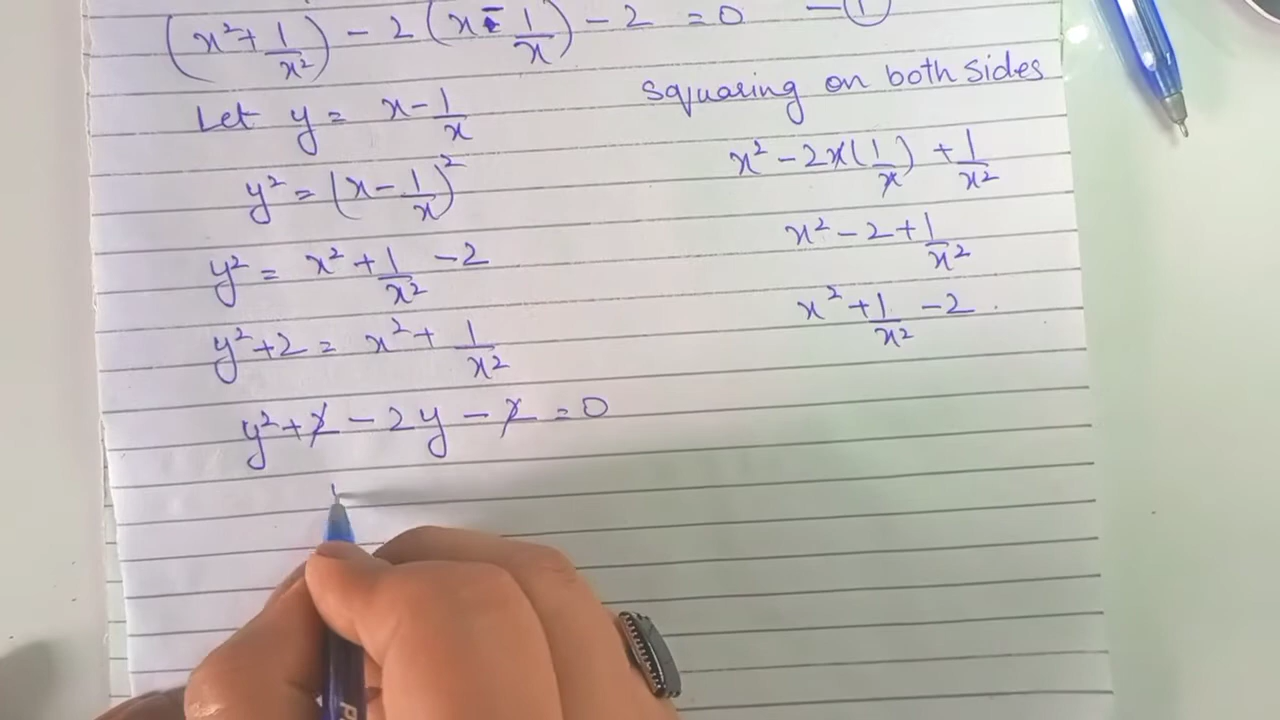 (x² + 1/x²) - 2(x - 1/x) - 2 = 0 — ①
Let y = x - 1/x
y² = (x - 1/x)²
y² = x² + 1/x² - 2
y² + 2 = x² + 1/x²
y² + 2 - 2y - 2 = 0
squaring on both sides
x² - 2x(1/x) + 1/x²
x² - 2 + 1/x²
x² + 1/x² - 2.